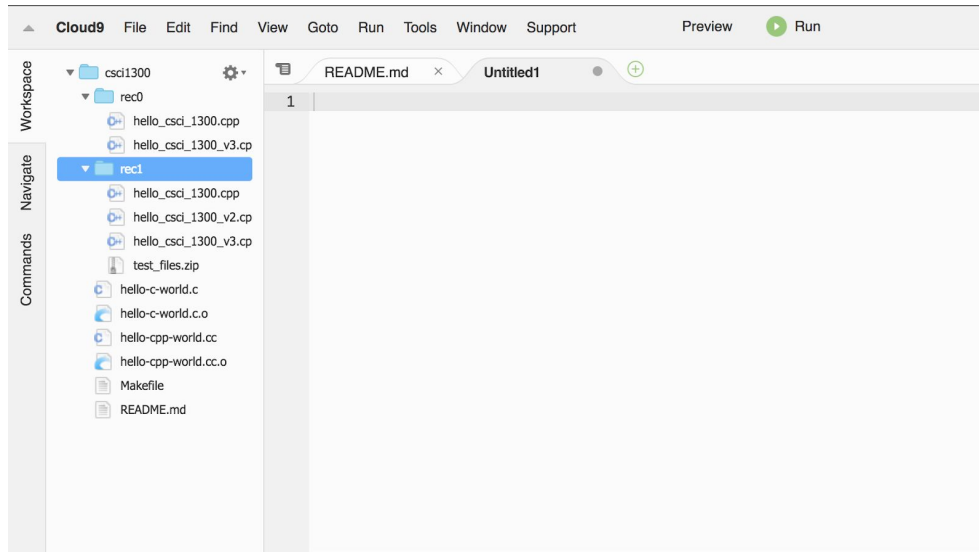 Cloud9 File Edit Find View Goto Run Tools Window Support Preview Run
Workspace
Navigate
Commands
csci1300
rec0
hello_csci_1300.cpp
hello_csci_1300_v3.cp
rec1
hello_csci_1300.cpp
hello_csci_1300_v2.cp
hello_csci_1300_v3.cp
test_files.zip
hello-c-world.c
hello-c-world.c.o
hello-cpp-world.cc
hello-cpp-world.cc.o
Makefile
README.md
README.md × Untitled1
1